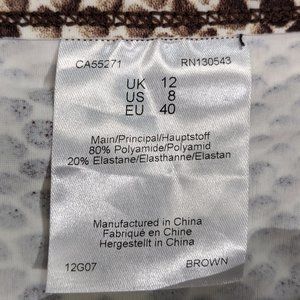 CA55271 RN130543
UK 12
US 8
EU 40
Main/Principal/Hauptstoff
80% Polyamide/Polyamid
20% Elastane/Elasthanne/Elastan
Manufactured in China
Fabriqué en Chine
Hergestellt in China
12G07 BROWN